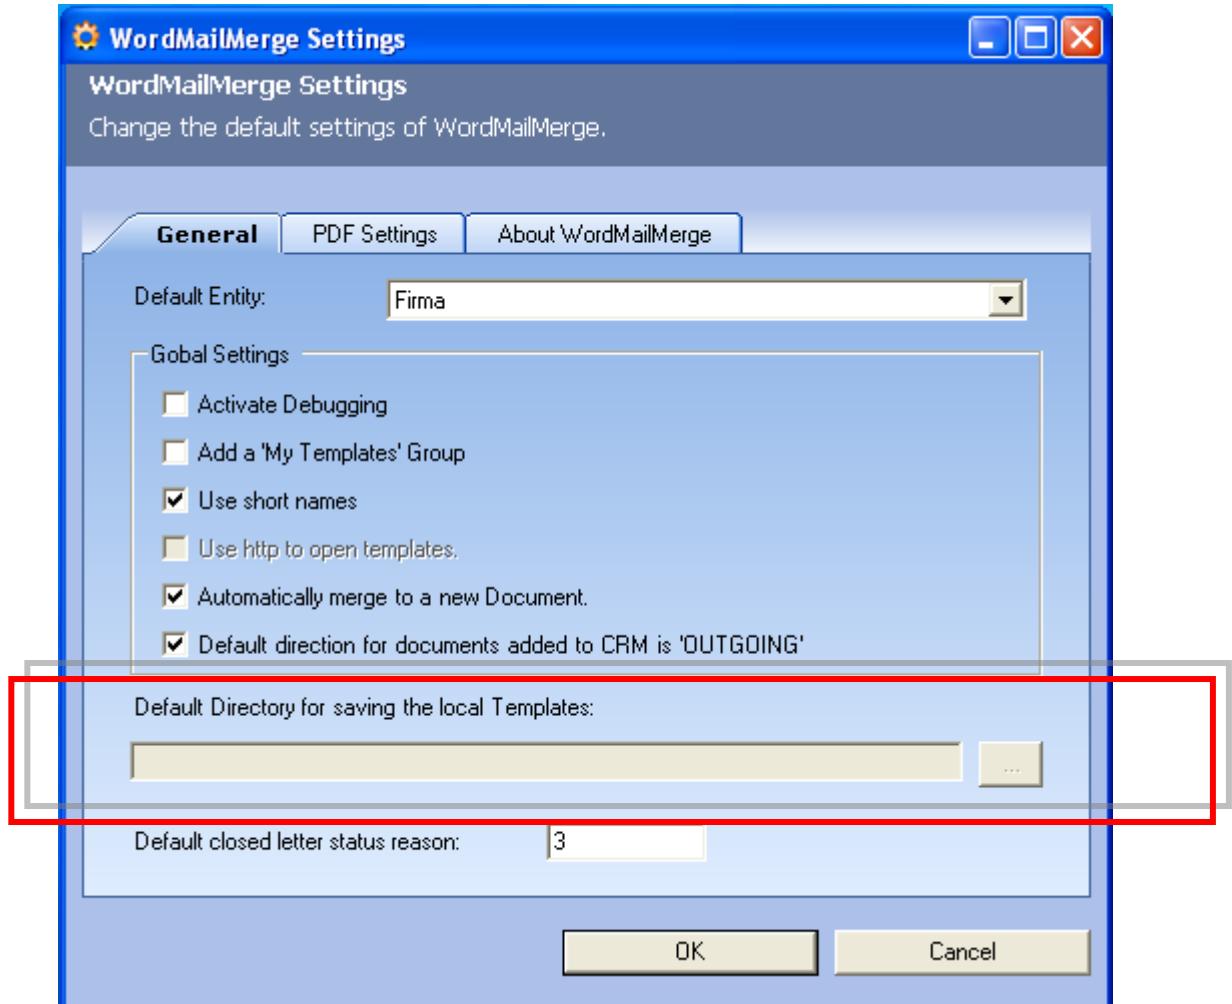 WordMailMerge Settings
WordMailMerge Settings
Change the default settings of WordMailMerge.
General PDF Settings About WordMailMerge
Default Entity: Firma
Gobal Settings
Activate Debugging
Add a 'My Templates' Group
Use short names
Use http to open templates.
Automatically merge to a new Document.
Default direction for documents added to CRM is 'OUTGOING'
Default Directory for saving the local Templates:
...
Default closed letter status reason: 3
OK Cancel